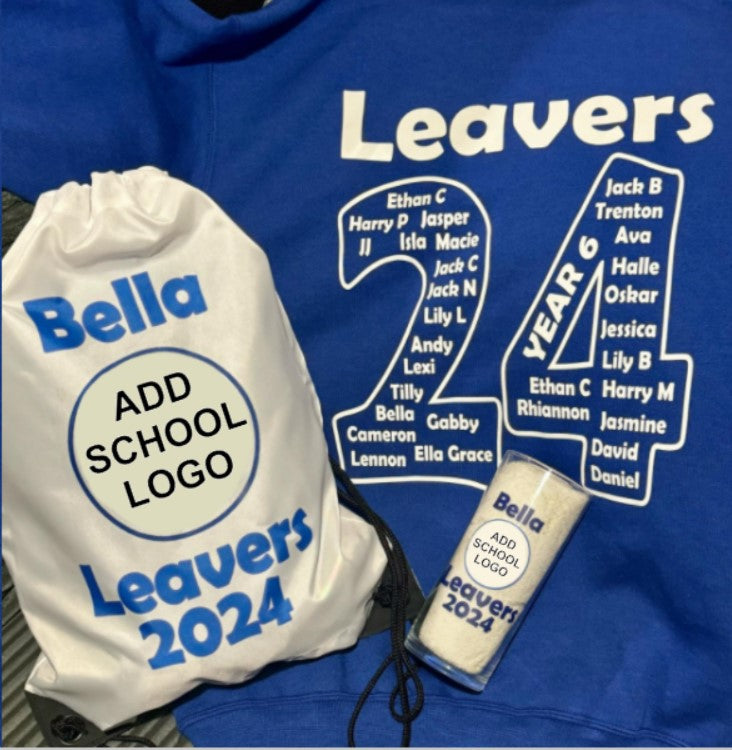 Leavers
Ethan C
Harry P Jasper
JJ Isla Macie
Jack C
Jack N
Lily L
Andy
Lexi
Tilly
Bella Gabby
Cameron
Lennon Ella Grace
Jack B
Trenton
Ava
YEAR 6
Halle
Oskar
Jessica
Lily B
Ethan C Harry M
Rhiannon Jasmine
David
Daniel
Bella
ADD
SCHOOL
LOGO
Leavers
2024
Bella
ADD
SCHOOL
LOGO
Leavers
2024